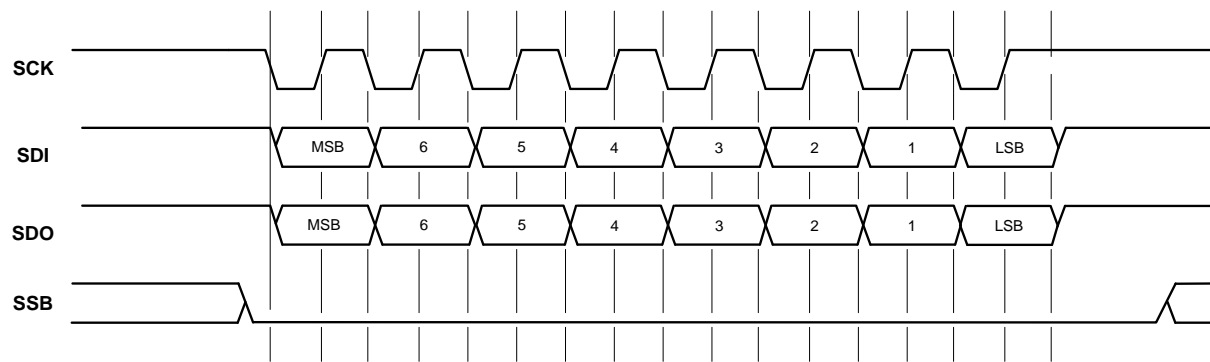 SCK
SDI MSB 6 5 4 3 2 1 LSB
SDO MSB 6 5 4 3 2 1 LSB
SSB